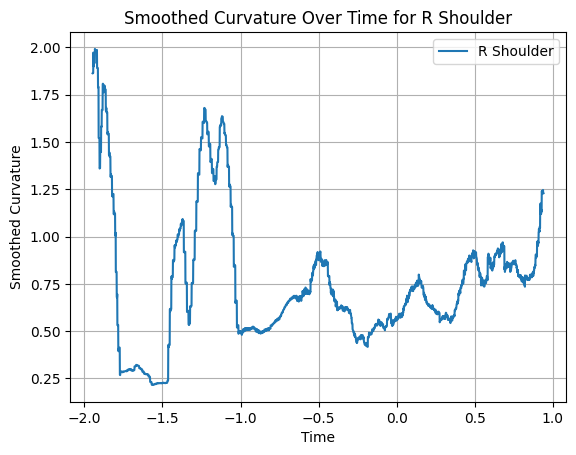 Smoothed Curvature Over Time for R Shoulder
R Shoulder
Smoothed Curvature
2.00
1.75
1.50
1.25
1.00
0.75
0.50
0.25
−2.0 −1.5 −1.0 −0.5 0.0 0.5 1.0
Time